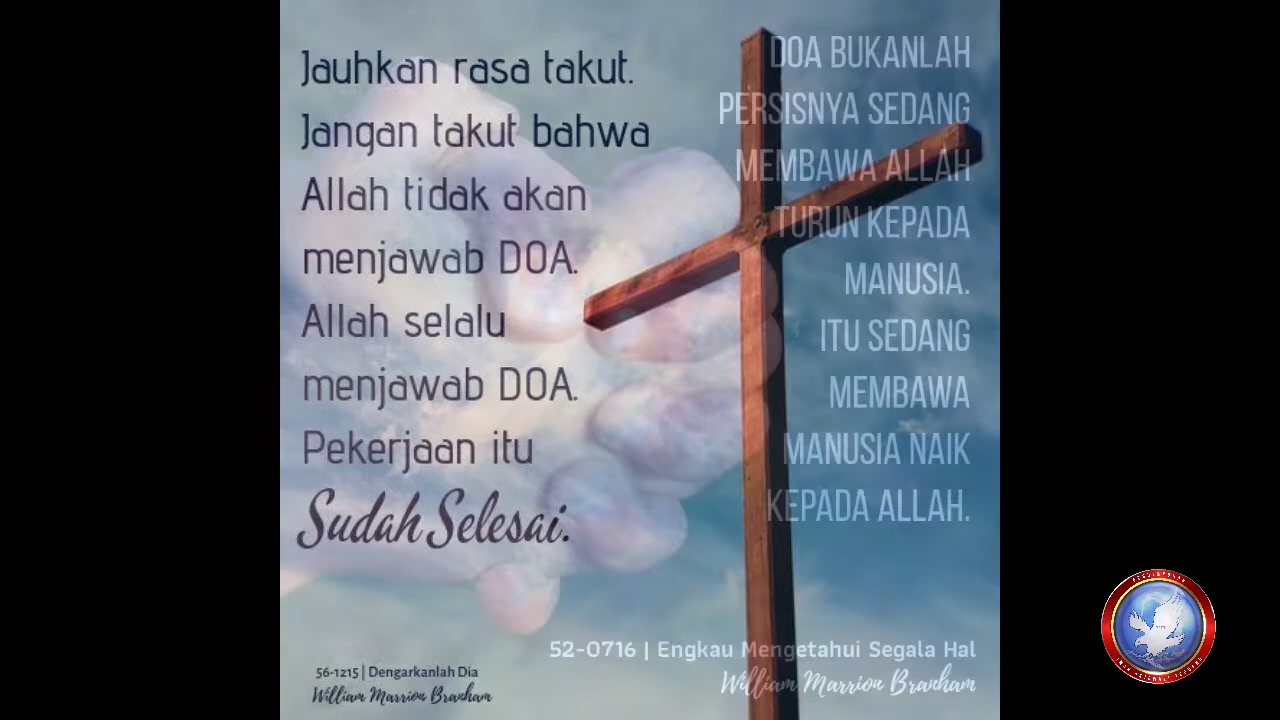 Jauhkan rasa takut.
Jangan takut bahwa
Allah tidak akan
menjawab DOA.
Allah selalu
menjawab DOA.
Pekerjaan itu
Sudah Selesai.
56-1215 | Dengarkanlah Dia
William Marrion Branham
DOA BUKANLAH
PERSISNYA SEDANG
MEMBAWA ALLAH
TURUN KEPADA
MANUSIA.
ITU SEDANG
MEMBAWA
MANUSIA NAIK
KEPADA ALLAH.
52-0716 | Engkau Mengetahui Segala Hal
William Marrion Branham